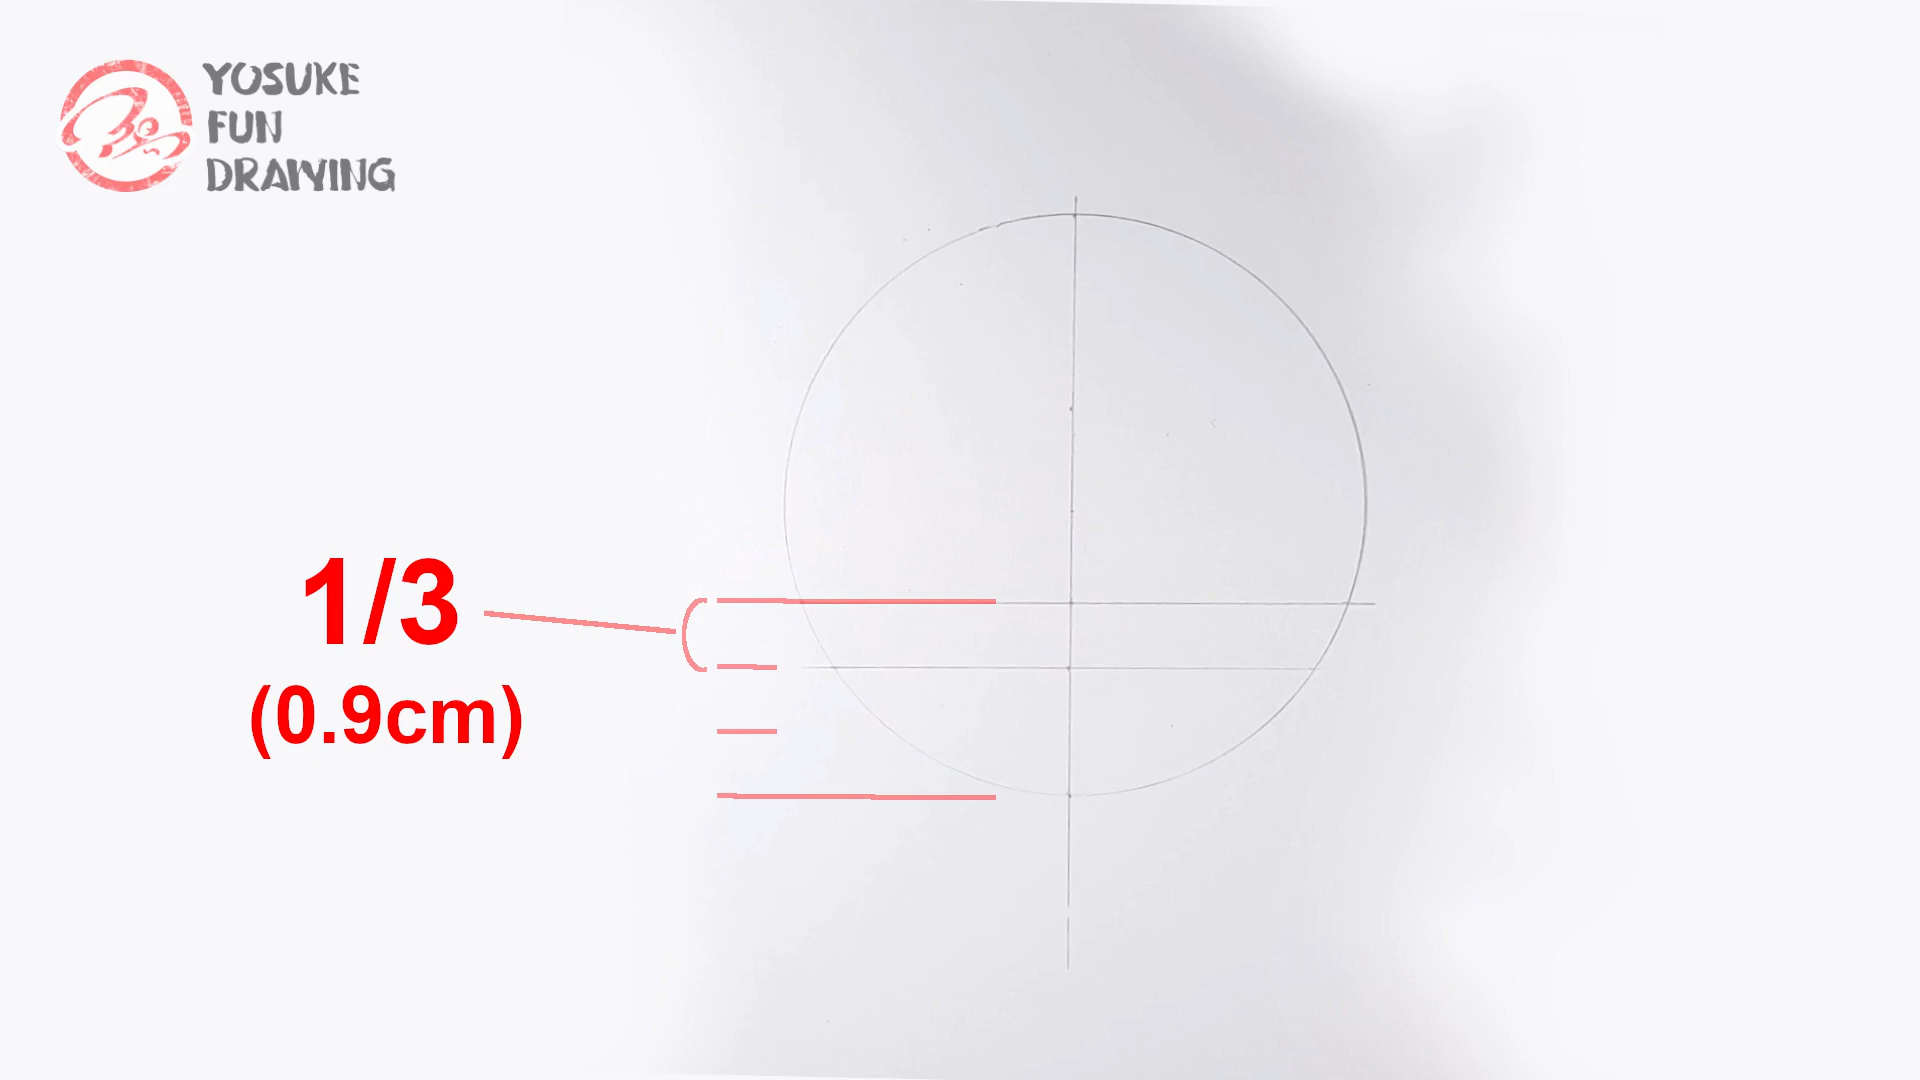 YOSUKE
FUN
DRAWING
1/3
(0.9cm)